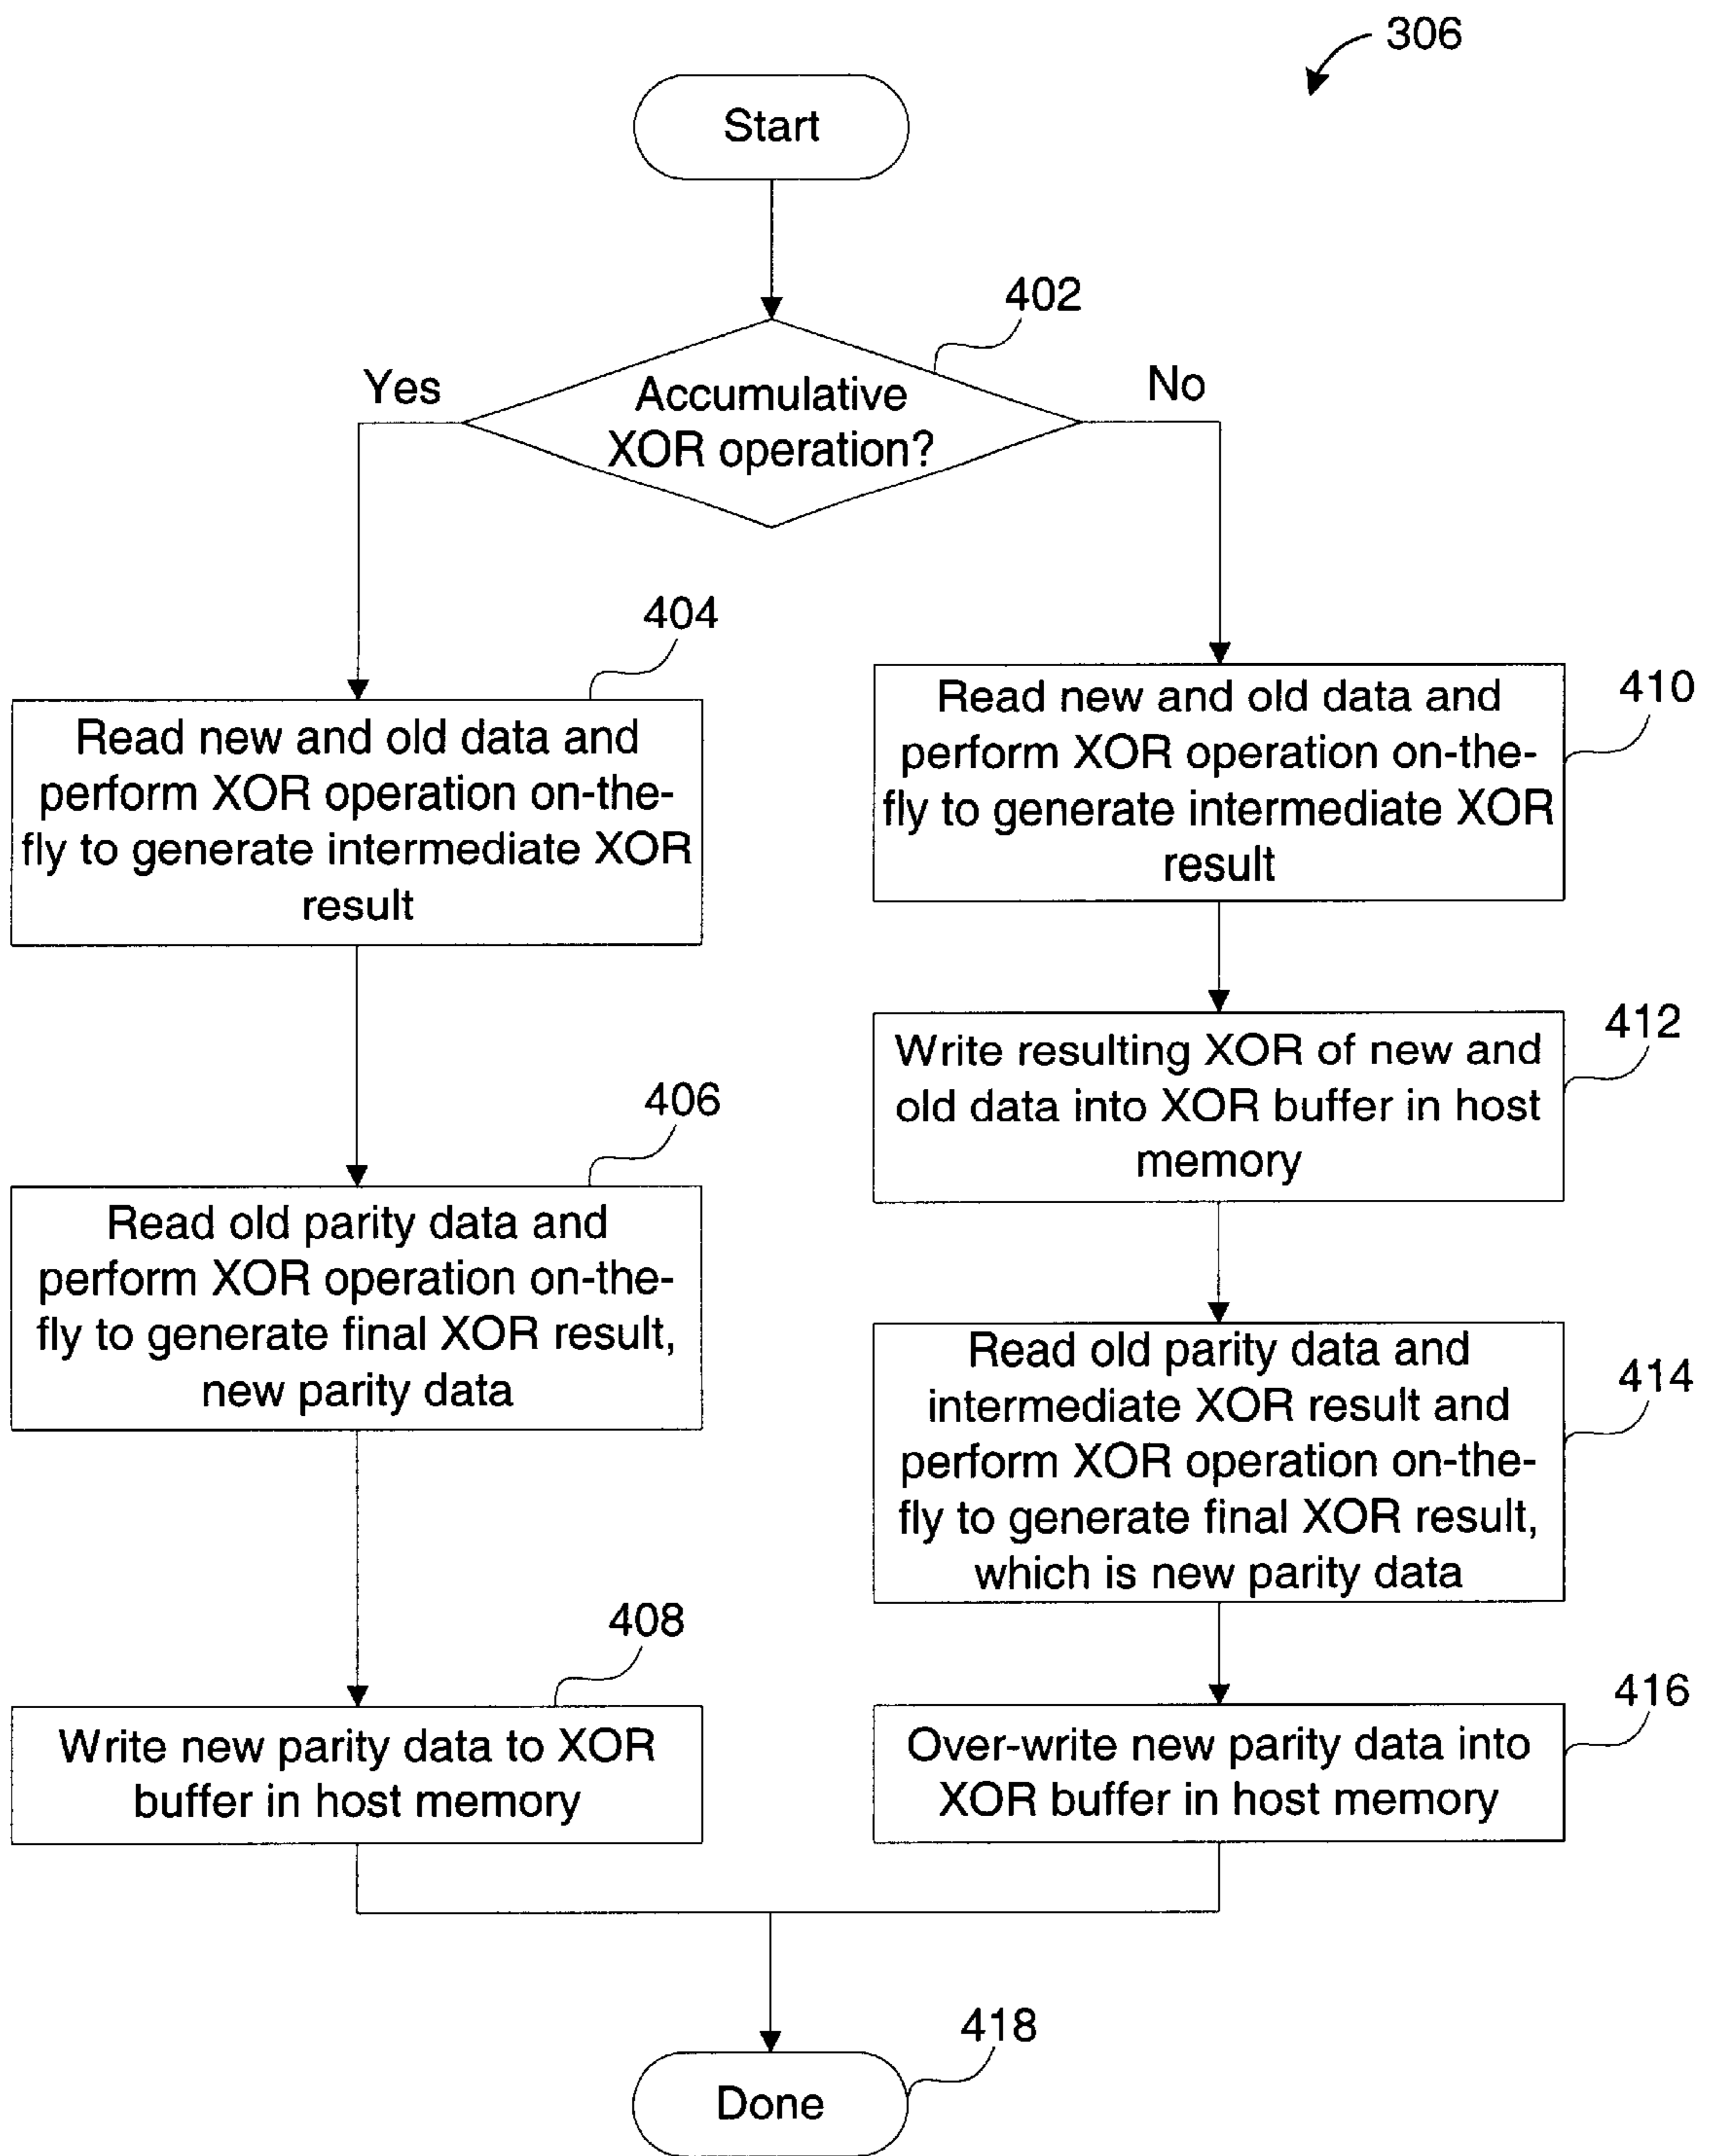 306
Start
402
Yes
No
Accumulative
XOR operation?
404
Read new and old data and
perform XOR operation on-the-
fly to generate intermediate XOR
result
410
Read new and old data and
perform XOR operation on-the-
fly to generate intermediate XOR
result
412
Write resulting XOR of new and
old data into XOR buffer in host
memory
406
Read old parity data and
perform XOR operation on-the-
fly to generate final XOR result,
new parity data
414
Read old parity data and
intermediate XOR result and
perform XOR operation on-the-
fly to generate final XOR result,
which is new parity data
408
Write new parity data to XOR
buffer in host memory
416
Over-write new parity data into
XOR buffer in host memory
418
Done